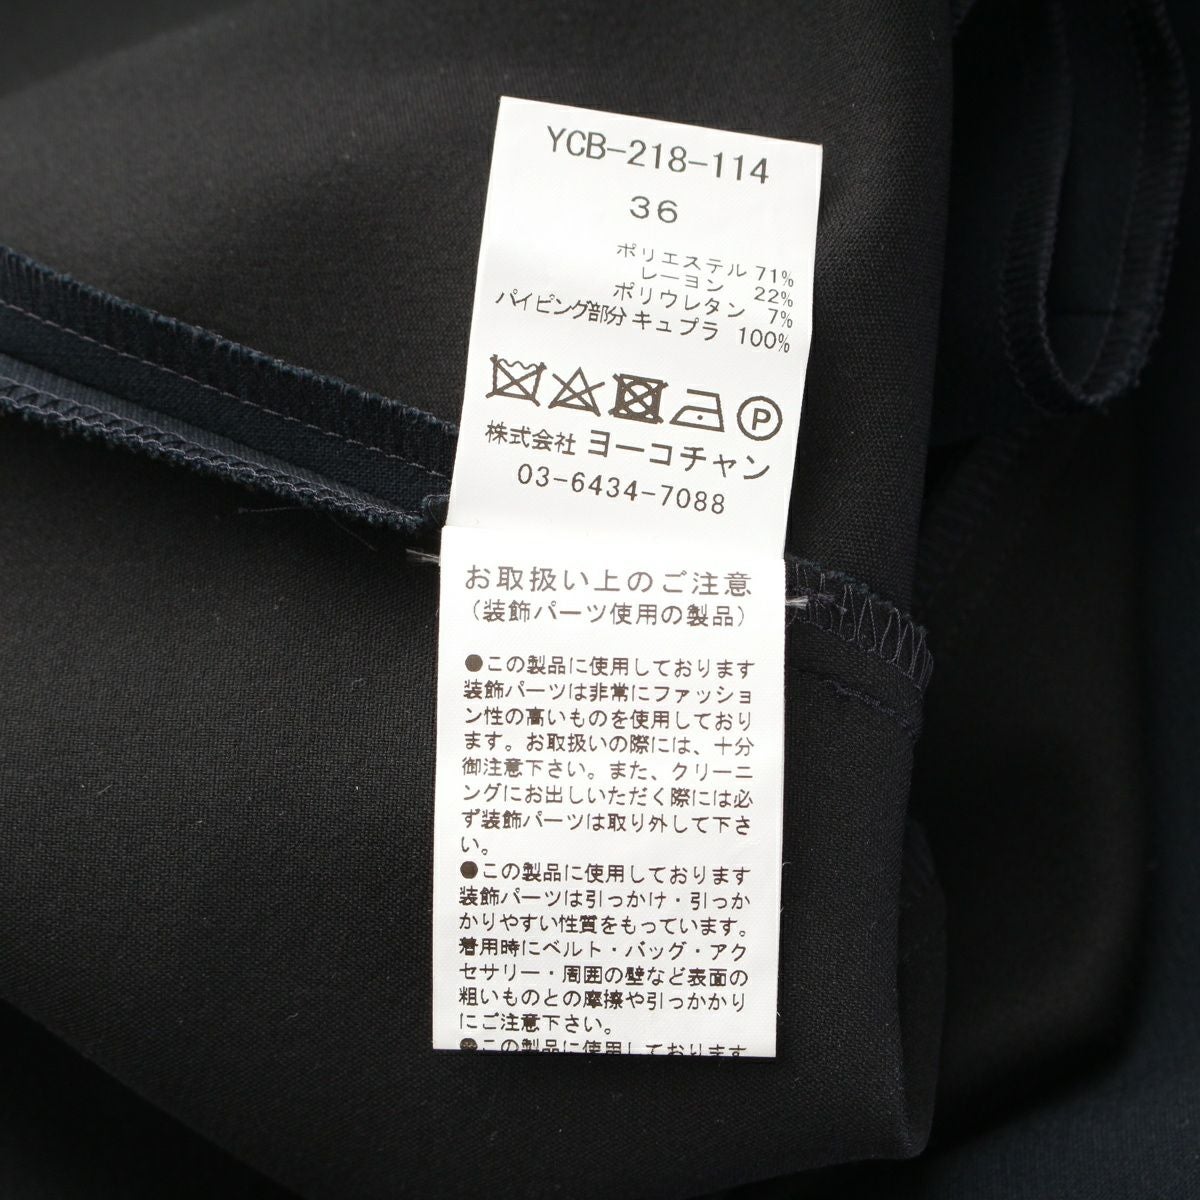 YCB-218-114
36
ポリエステル 71%
レーヨン 22%
ポリウレタン 7%
パイピング部分 キュプラ 100%
P
株式会社 ヨーコチャン
03-6434-7088
お取扱い上のご注意
(装飾パーツ使用の製品)
●この製品に使用しております
装飾パーツは非常にファッショ
ン性の高いものを使用しており
ます。お取扱いの際には、十分
御注意下さい。また、クリーニ
ングにお出しいただく際には必
ず装飾パーツは取り外して下さ
い。
●この製品に使用しております
装飾パーツは引っかけ・引っか
かりやすい性質をもっています。
着用時にベルト・バッグ・アク
セサリー・周囲の壁など表面の
粗いものとの摩擦や引っかかり
にご注意下さい。
●この製品に使用しております